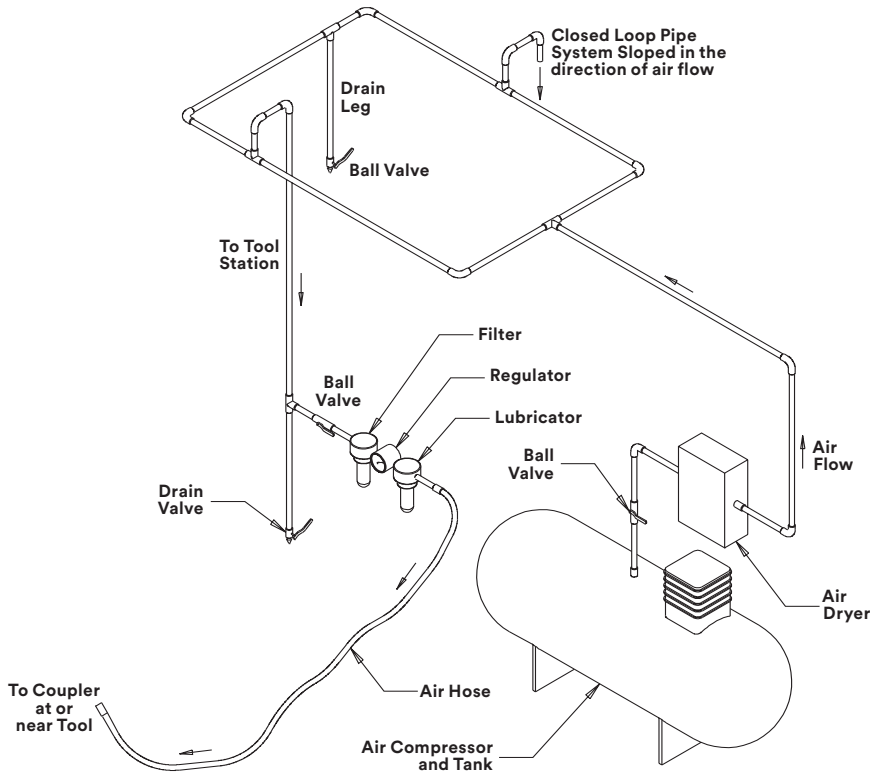 Closed Loop Pipe
System Sloped in the
direction of air flow
Drain
Leg
Ball Valve
To Tool
Station
Filter
Ball
Valve
Regulator
Lubricator
Ball
Valve
Air
Flow
Drain
Valve
Air
Dryer
To Coupler
at or
near Tool
Air Hose
Air Compressor
and Tank